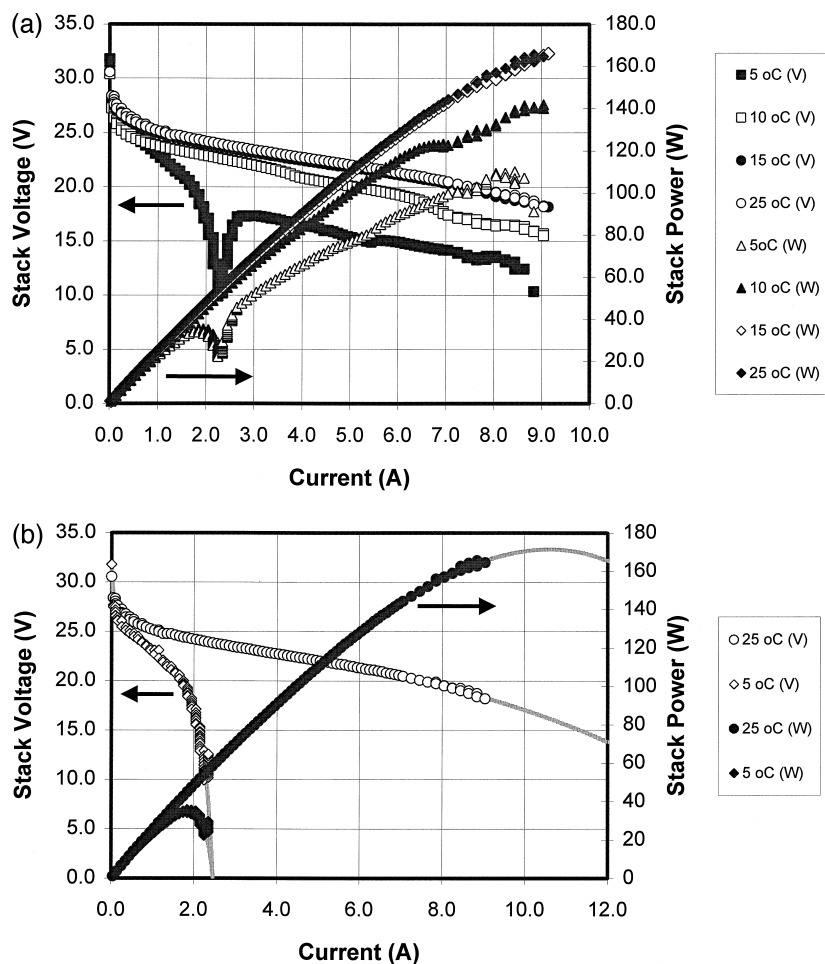 (a)
35.0
30.0
25.0
20.0
15.0
10.0
5.0
0.0
Stack Voltage (V)
180.0
160.0
140.0
120.0
100.0
80.0
60.0
40.0
20.0
0.0
Stack Power (W)
0.0 1.0 2.0 3.0 4.0 5.0 6.0 7.0 8.0 9.0 10.0
Current (A)
5 oC (V)
10 oC (V)
15 oC (V)
25 oC (V)
5oC (W)
10 oC (W)
15 oC (W)
25 oC (W)
(b)
35.0
30.0
25.0
20.0
15.0
10.0
5.0
0.0
Stack Voltage (V)
180
160
140
120
100
80
60
40
20
0
Stack Power (W)
0.0 2.0 4.0 6.0 8.0 10.0 12.0
Current (A)
25 oC (V)
5 oC (V)
25 oC (W)
5 oC (W)